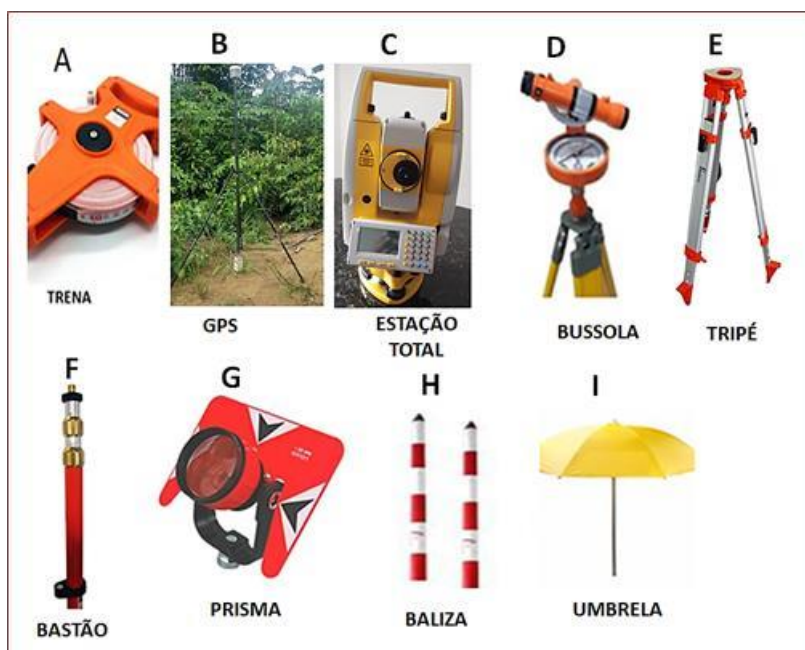 A
B
C
D
E
TRENA
GPS
ESTAÇÃO
TOTAL
BUSSOLA
TRIPÉ
F
G
H
I
BASTÃO
PRISMA
BALIZA
UMBRELA